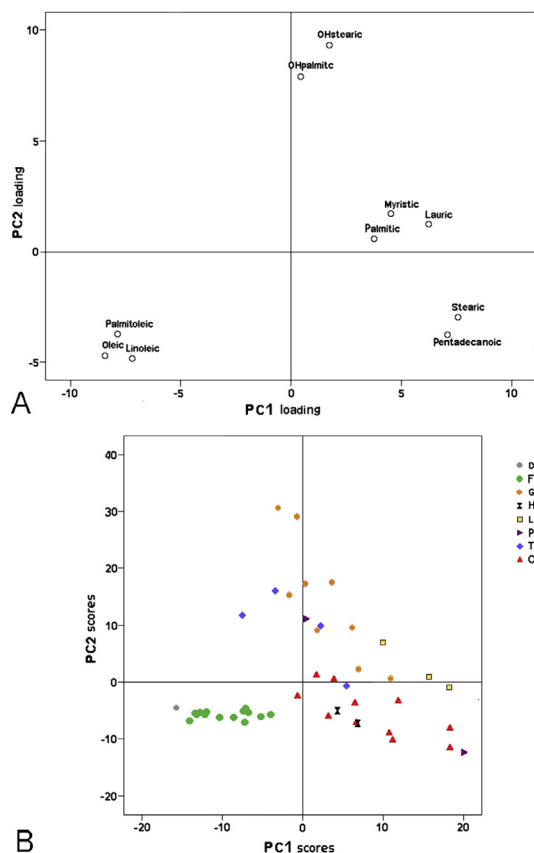 10
OHstearic
OHpalmitc
5
PC2 loading
Myristic
Lauric
Palmitic
0
Stearic
Palmitoleic
Pentadecanoic
Oleic
Linoleic
-5
-10 -5 0 5 10
A
PC1 loading
B
40
D
F
30
G
H
20
L
P
10
T
C
PC2 scores
0
-10
-20
-20 -10 0 10 20
PC1 scores